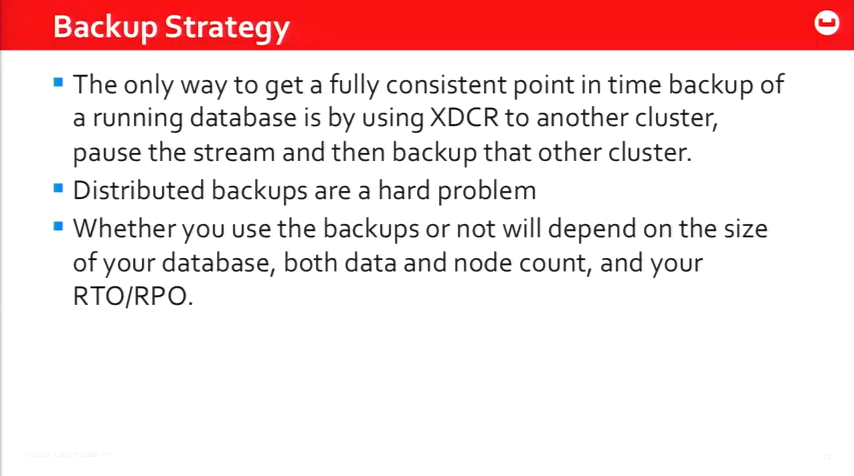 Backup Strategy
The only way to get a fully consistent point in time backup of
a running database is by using XDCR to another cluster,
pause the stream and then backup that other cluster.
Distributed backups are a hard problem
Whether you use the backups or not will depend on the size
of your database, both data and node count, and your
RTO/RPO.